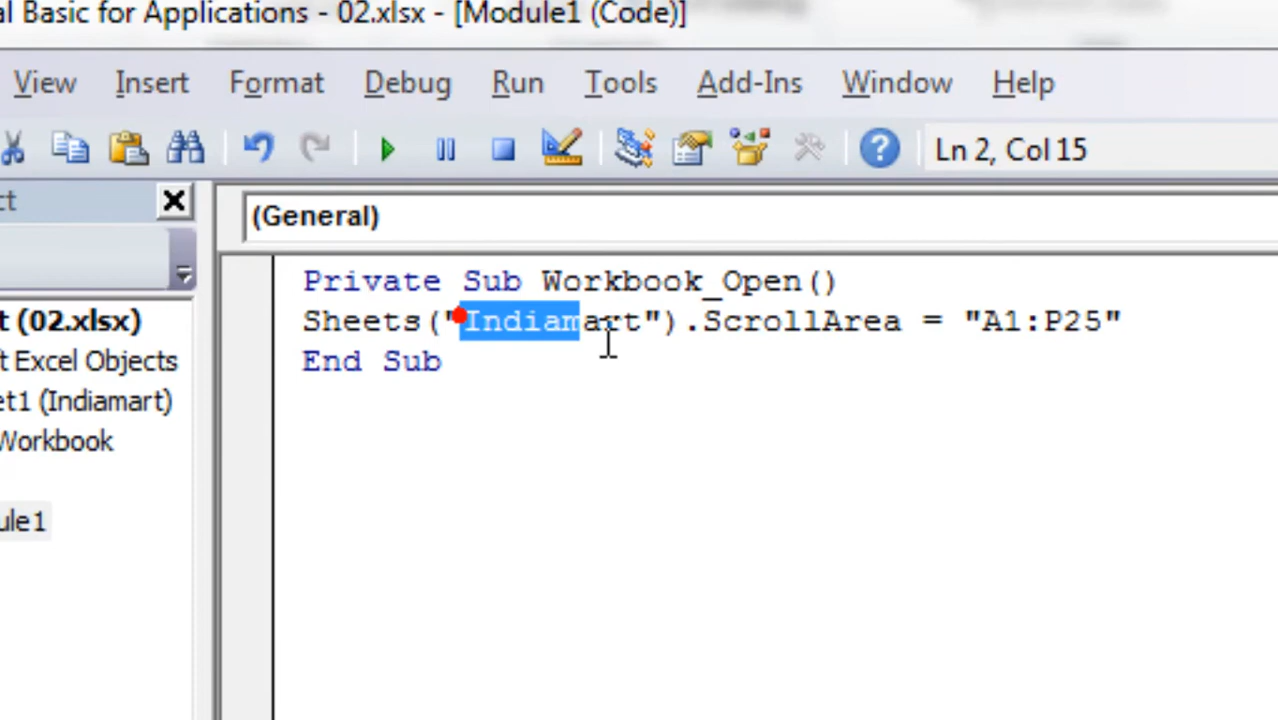 al Basic for Applications - 02.xlsx - [Module1 (Code)]
View Insert Format Debug Run Tools Add-Ins Window Help
Ln 2, Col 15
ct
(General)
Private Sub Workbook_Open()
Sheets("Indiamart").ScrollArea = "A1:P25"
End Sub
t (02.xlsx)
t Excel Objects
et1 (Indiamart)
Workbook
ule1